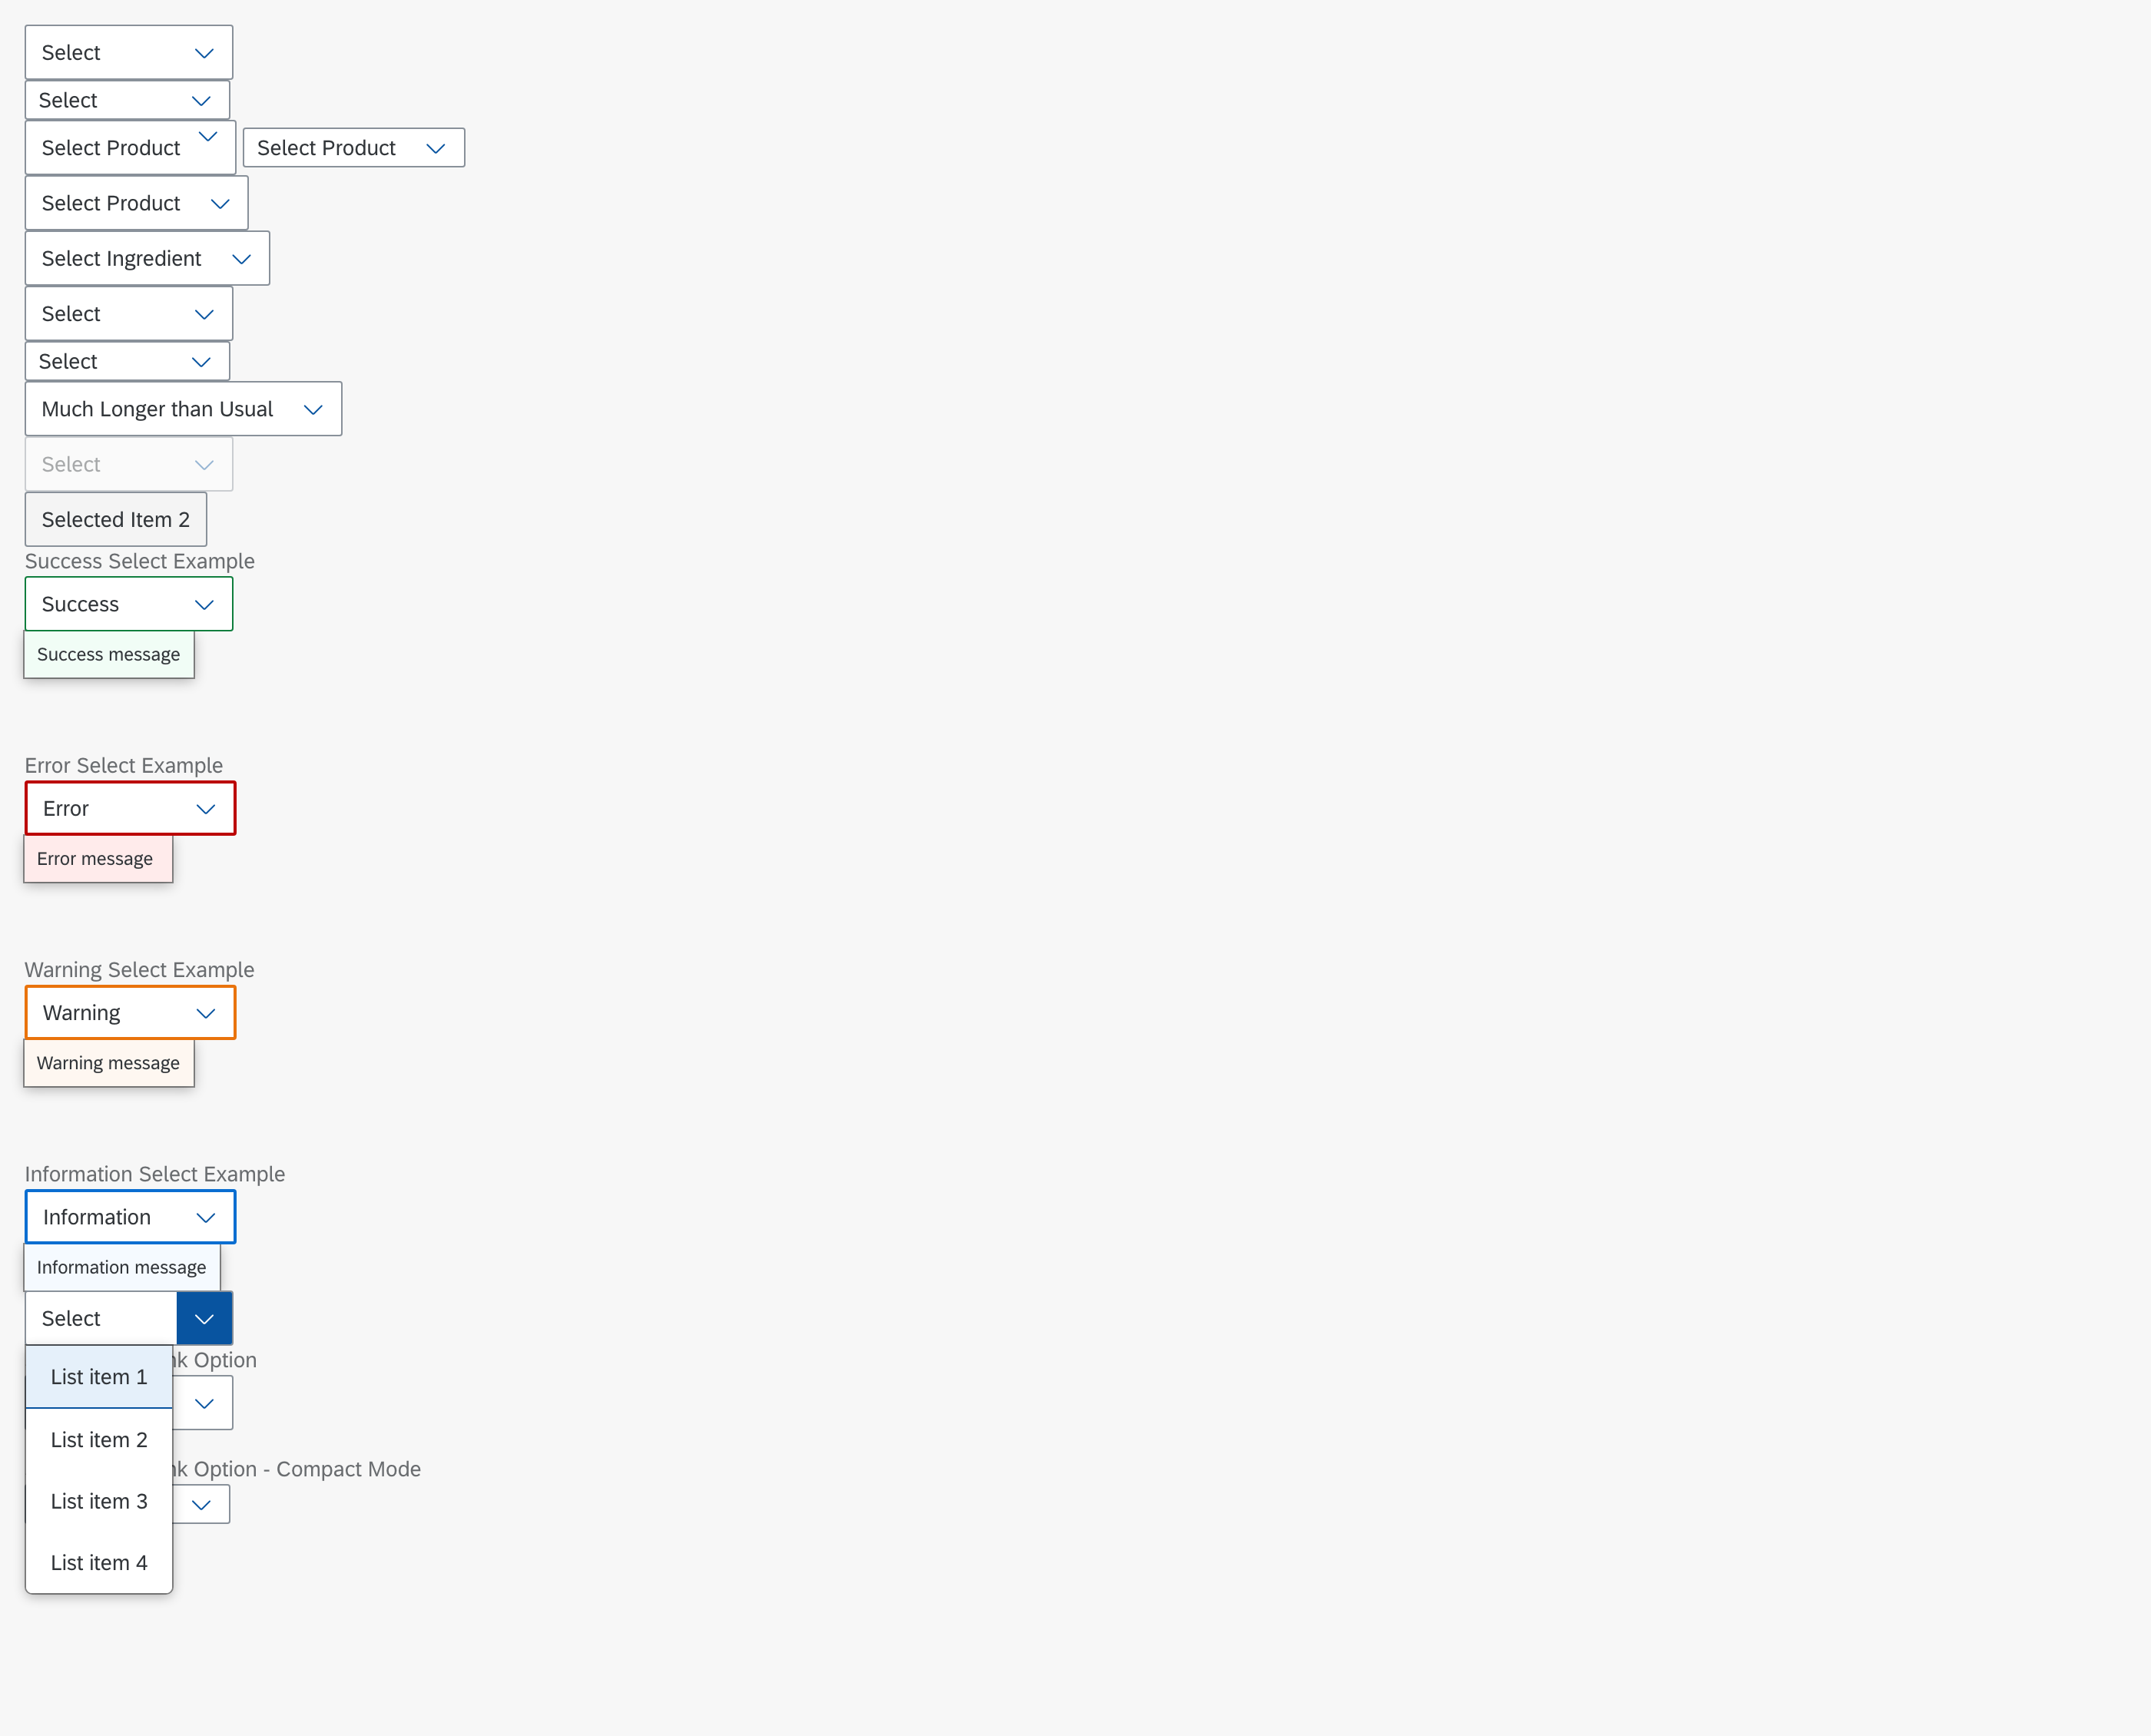 Select
Select
Select Product Select Product
Select Product
Select Ingredient
Select
Select
Much Longer than Usual
Select
Selected Item 2
Success Select Example
Success
Success message
Error Select Example
Error
Error message
Warning Select Example
Warning
Warning message
Information Select Example
Information
Information message
Select
Option
List item 1
List item 2
Option - Compact Mode
List item 3
List item 4